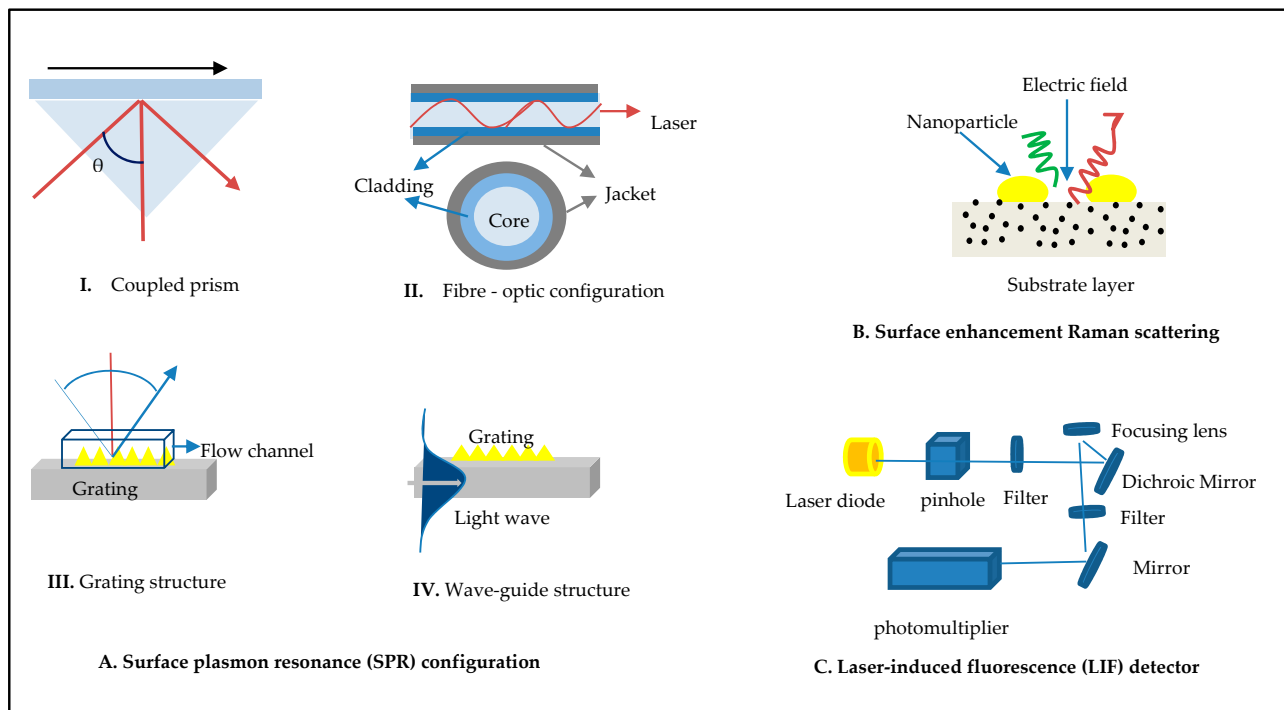 θ
I. Coupled prism
Laser
Cladding
Jacket
Core
II. Fibre - optic configuration
Electric field
Nanoparticle
Substrate layer
B. Surface enhancement Raman scattering
Flow channel
Grating
III. Grating structure
Grating
Light wave
IV. Wave-guide structure
A. Surface plasmon resonance (SPR) configuration
Focusing lens
Dichroic Mirror
Laser diode
pinhole
Filter
Filter
Mirror
photomultiplier
C. Laser-induced fluorescence (LIF) detector